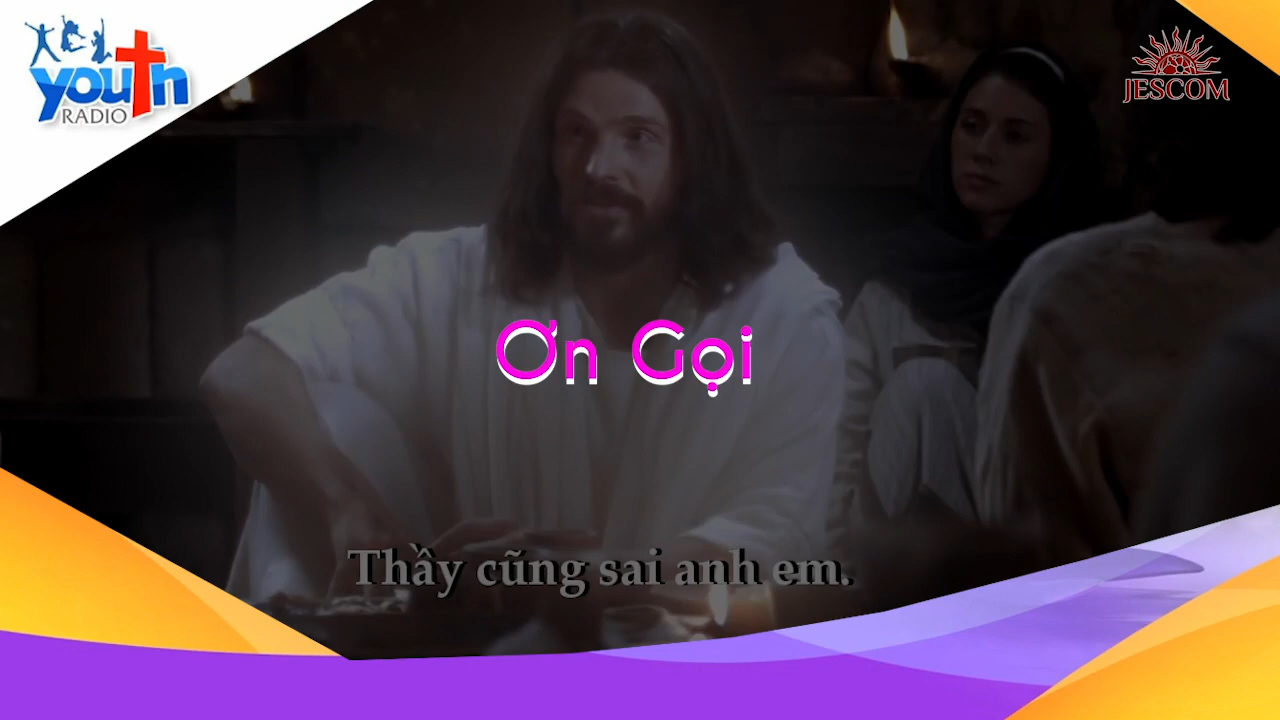 youth
RADIO
JESCOM
Ơn Gọi
Thầy cũng sai anh em.